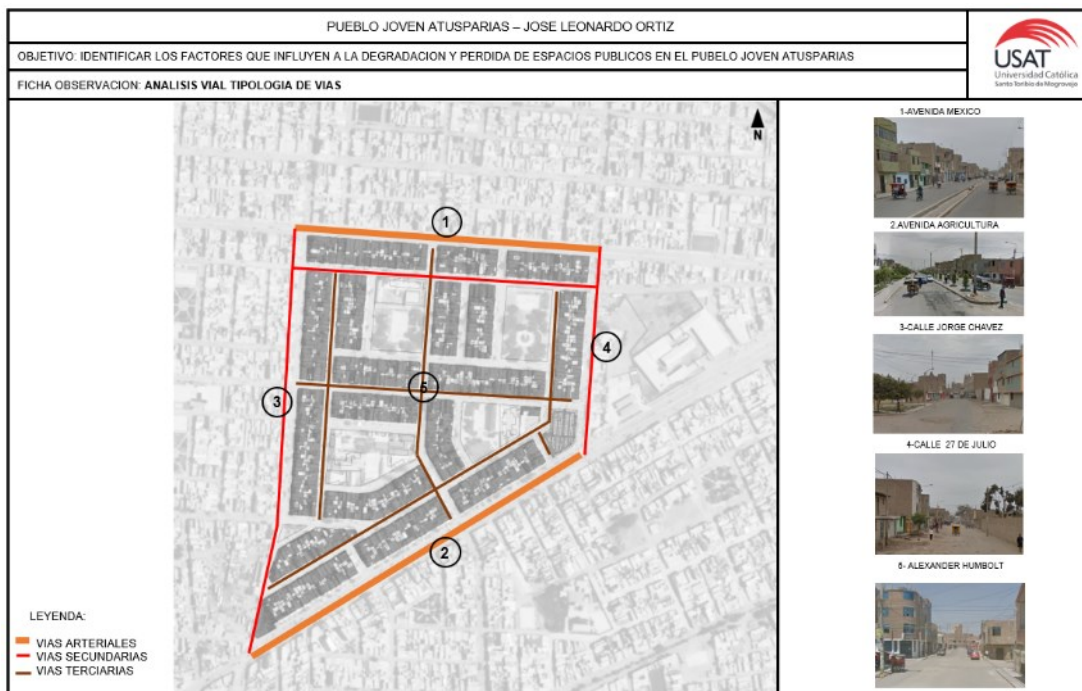 PUEBLO JOVEN ATUSPARIAS – JOSE LEONARDO ORTIZ
OBJETIVO: IDENTIFICAR LOS FACTORES QUE INFLUYEN A LA DEGRADACION Y PERDIDA DE ESPACIOS PUBLICOS EN EL PUBELO JOVEN ATUSPARIAS
FICHA OBSERVACION: ANALISIS VIAL TIPOLOGIA DE VIAS
USAT
Universidad Católica
Santo Toribio de Mogrovejo
N
1
2
3
4
5
1-AVENIDA MEXICO
2.AVENIDA AGRICULTURA
3-CALLE JORGE CHAVEZ
4-CALLE 27 DE JULIO
5- ALEXANDER HUMBOLT
LEYENDA:
VIAS ARTERIALES
VIAS SECUNDARIAS
VIAS TERCIARIAS